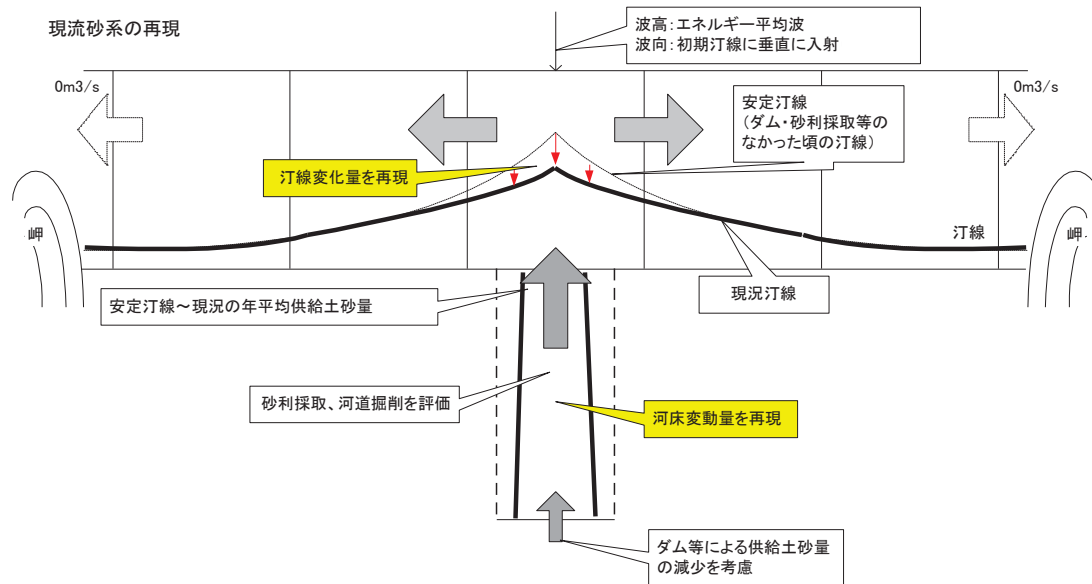 現流砂系の再現
波高:エネルギー平均波
波向:初期汀線に垂直に入射
0m3/s
0m3/s
安定汀線
(ダム・砂利採取等の
なかった頃の汀線)
汀線変化量を再現
岬
汀線
岬
安定汀線~現況の年平均供給土砂量
現況汀線
砂利採取、河道掘削を評価
河床変動量を再現
ダム等による供給土砂量
の減少を考慮